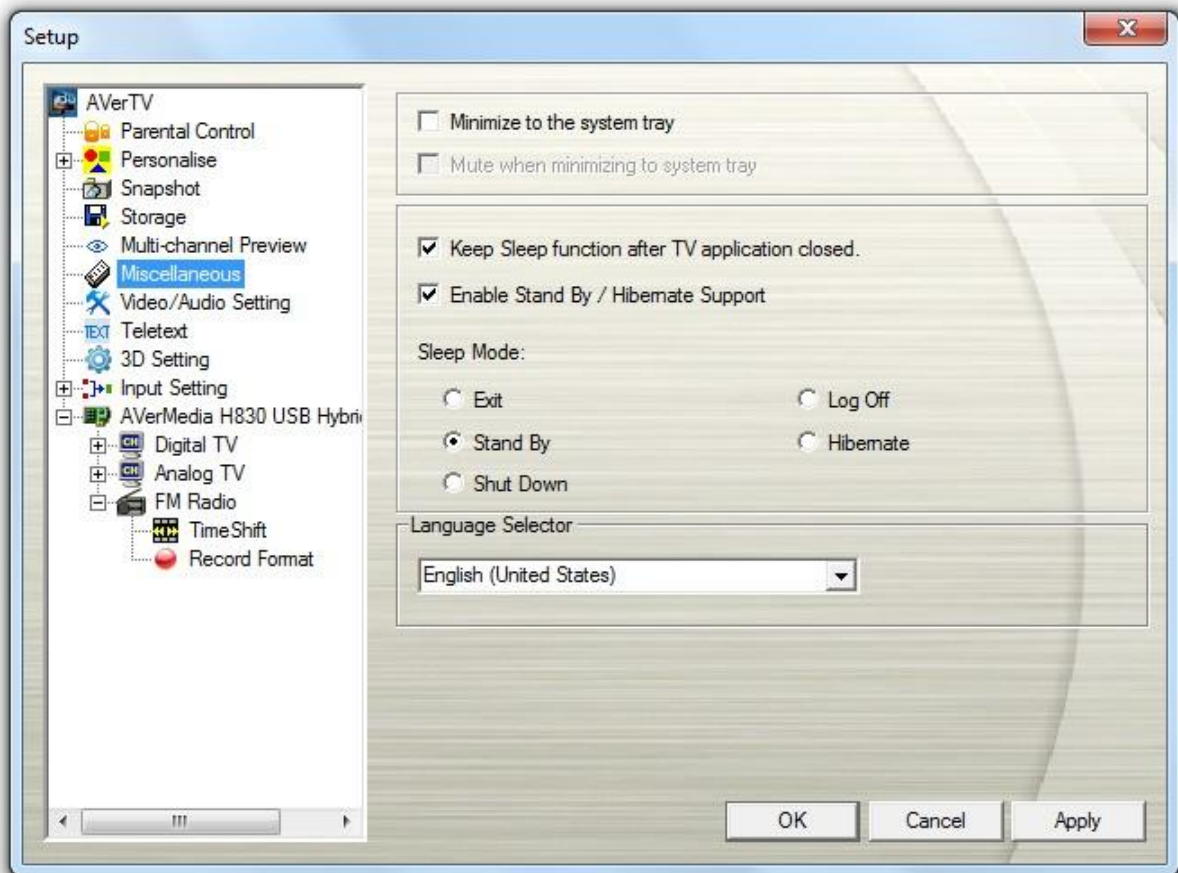 Setup
AVerTV
Parental Control
Personalise
Snapshot
Storage
Multi-channel Preview
Miscellaneous
Video/Audio Setting
TEXT Teletext
3D Setting
Input Setting
AVerMedia H830 USB Hybri
CH Digital TV
CH Analog TV
FM Radio
TimeShift
Record Format
Minimize to the system tray
Mute when minimizing to system tray
Keep Sleep function after TV application closed.
Enable Stand By / Hibernate Support
Sleep Mode:
Exit
Log Off
Stand By
Hibernate
Shut Down
Language Selector
English (United States)
OK
Cancel
Apply